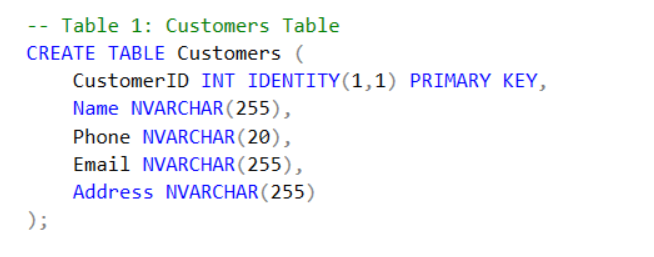 -- Table 1: Customers Table
CREATE TABLE Customers (
    CustomerID INT IDENTITY(1,1) PRIMARY KEY,
    Name NVARCHAR(255),
    Phone NVARCHAR(20),
    Email NVARCHAR(255),
    Address NVARCHAR(255)
);